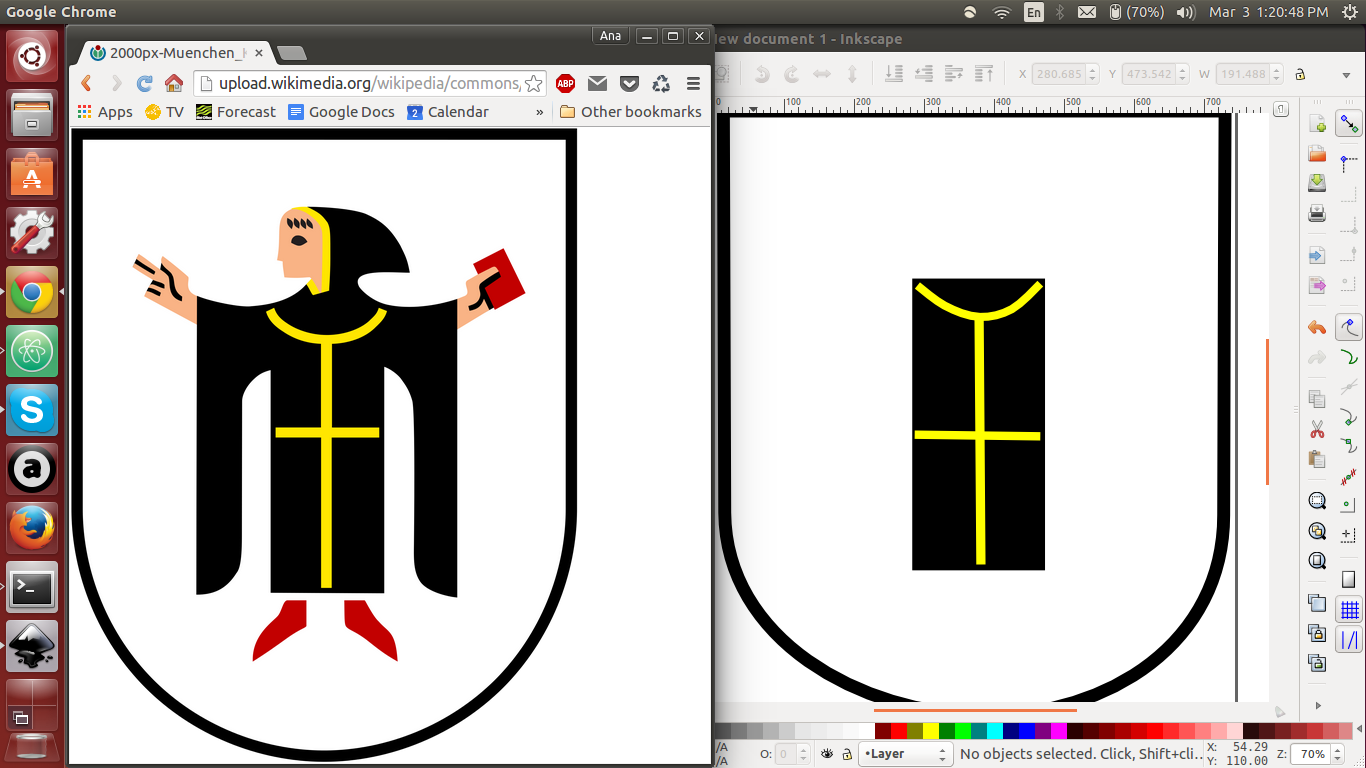 Google Chrome
En
(70%)
Mar 3 1:20:48 PM
Ana
2000px-Muenchen_
upload.wikimedia.org/wikipedia/commons
ABP
Apps
TV
Forecast
Google Docs
2
Calendar
»
Other bookmarks
ew document 1 - Inkscape
X 280.685
Y 473.542
W 191.488
0 100 200 300 400 500 600 700
A
S
a
/A
/A
O: 0
•Layer
No objects selected. Click, Shift+cli...
X: 54.29
Y: 110.00
Z: 70%